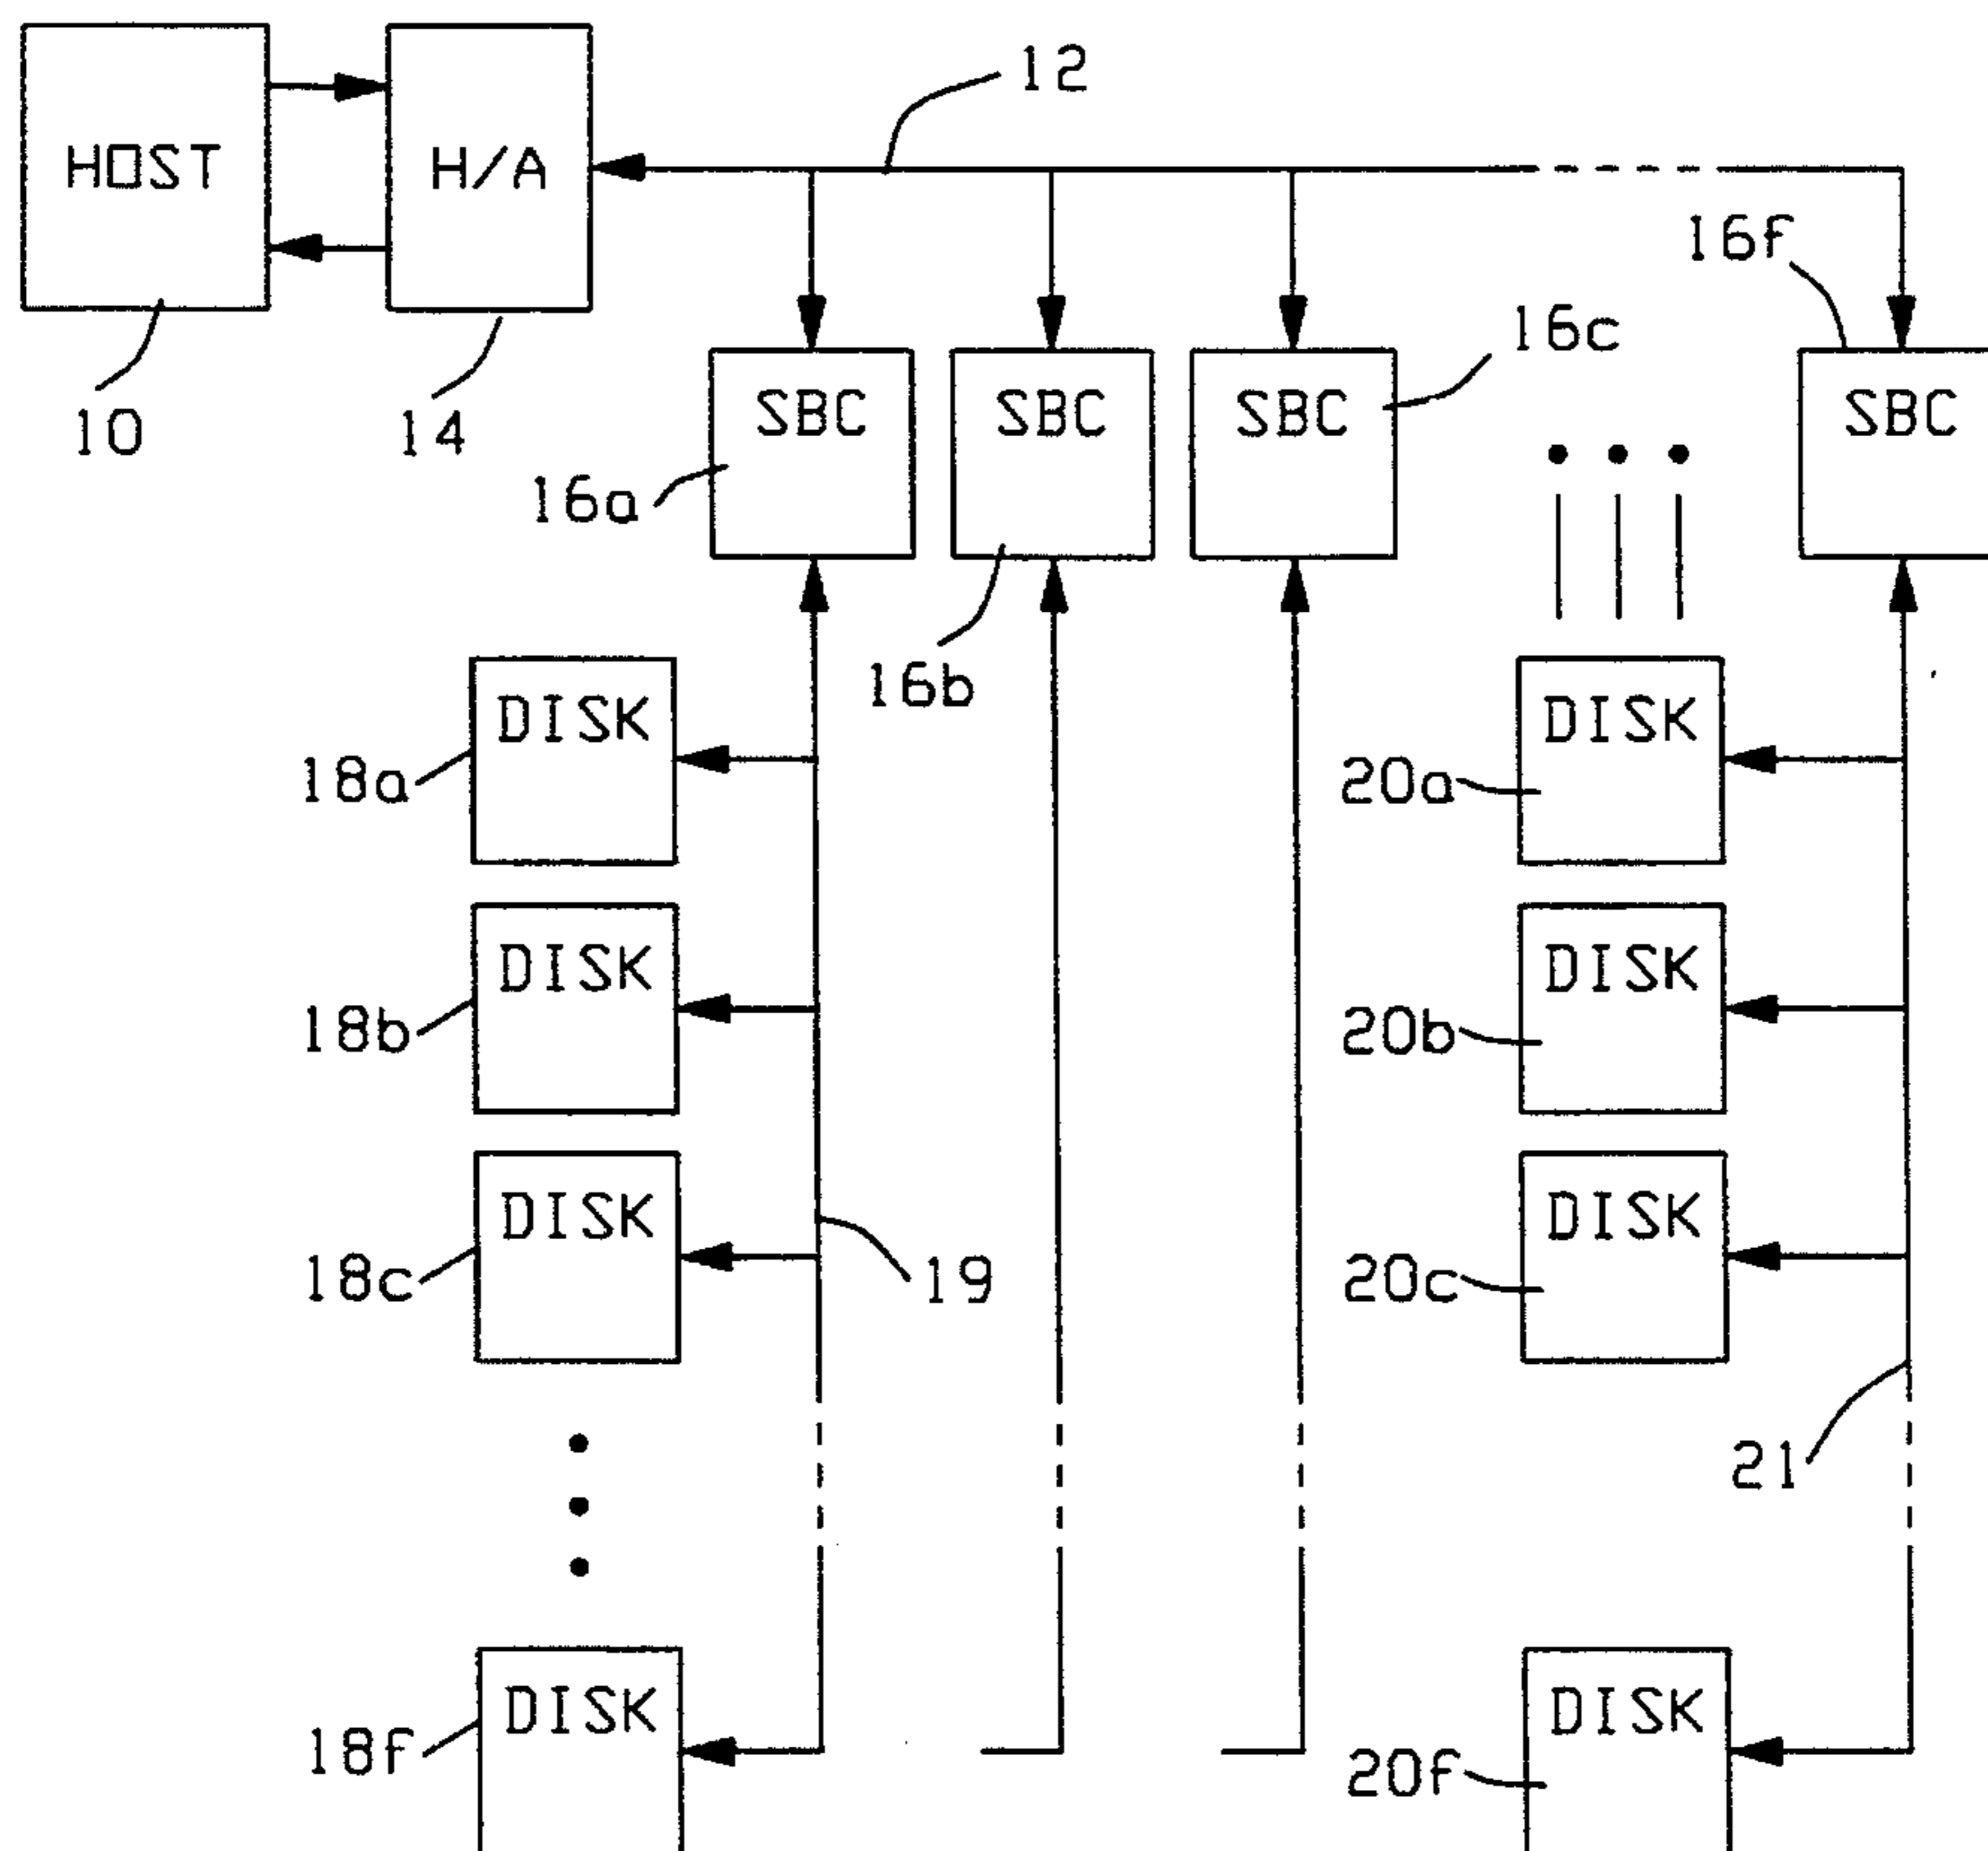 12
HOST
H/A
16f
16c
10
14
SBC
SBC
SBC
SBC
16a
16b
DISK
DISK
18a
20a
DISK
DISK
18b
20b
DISK
DISK
18c
19
20c
21
DISK
DISK
18f
20f